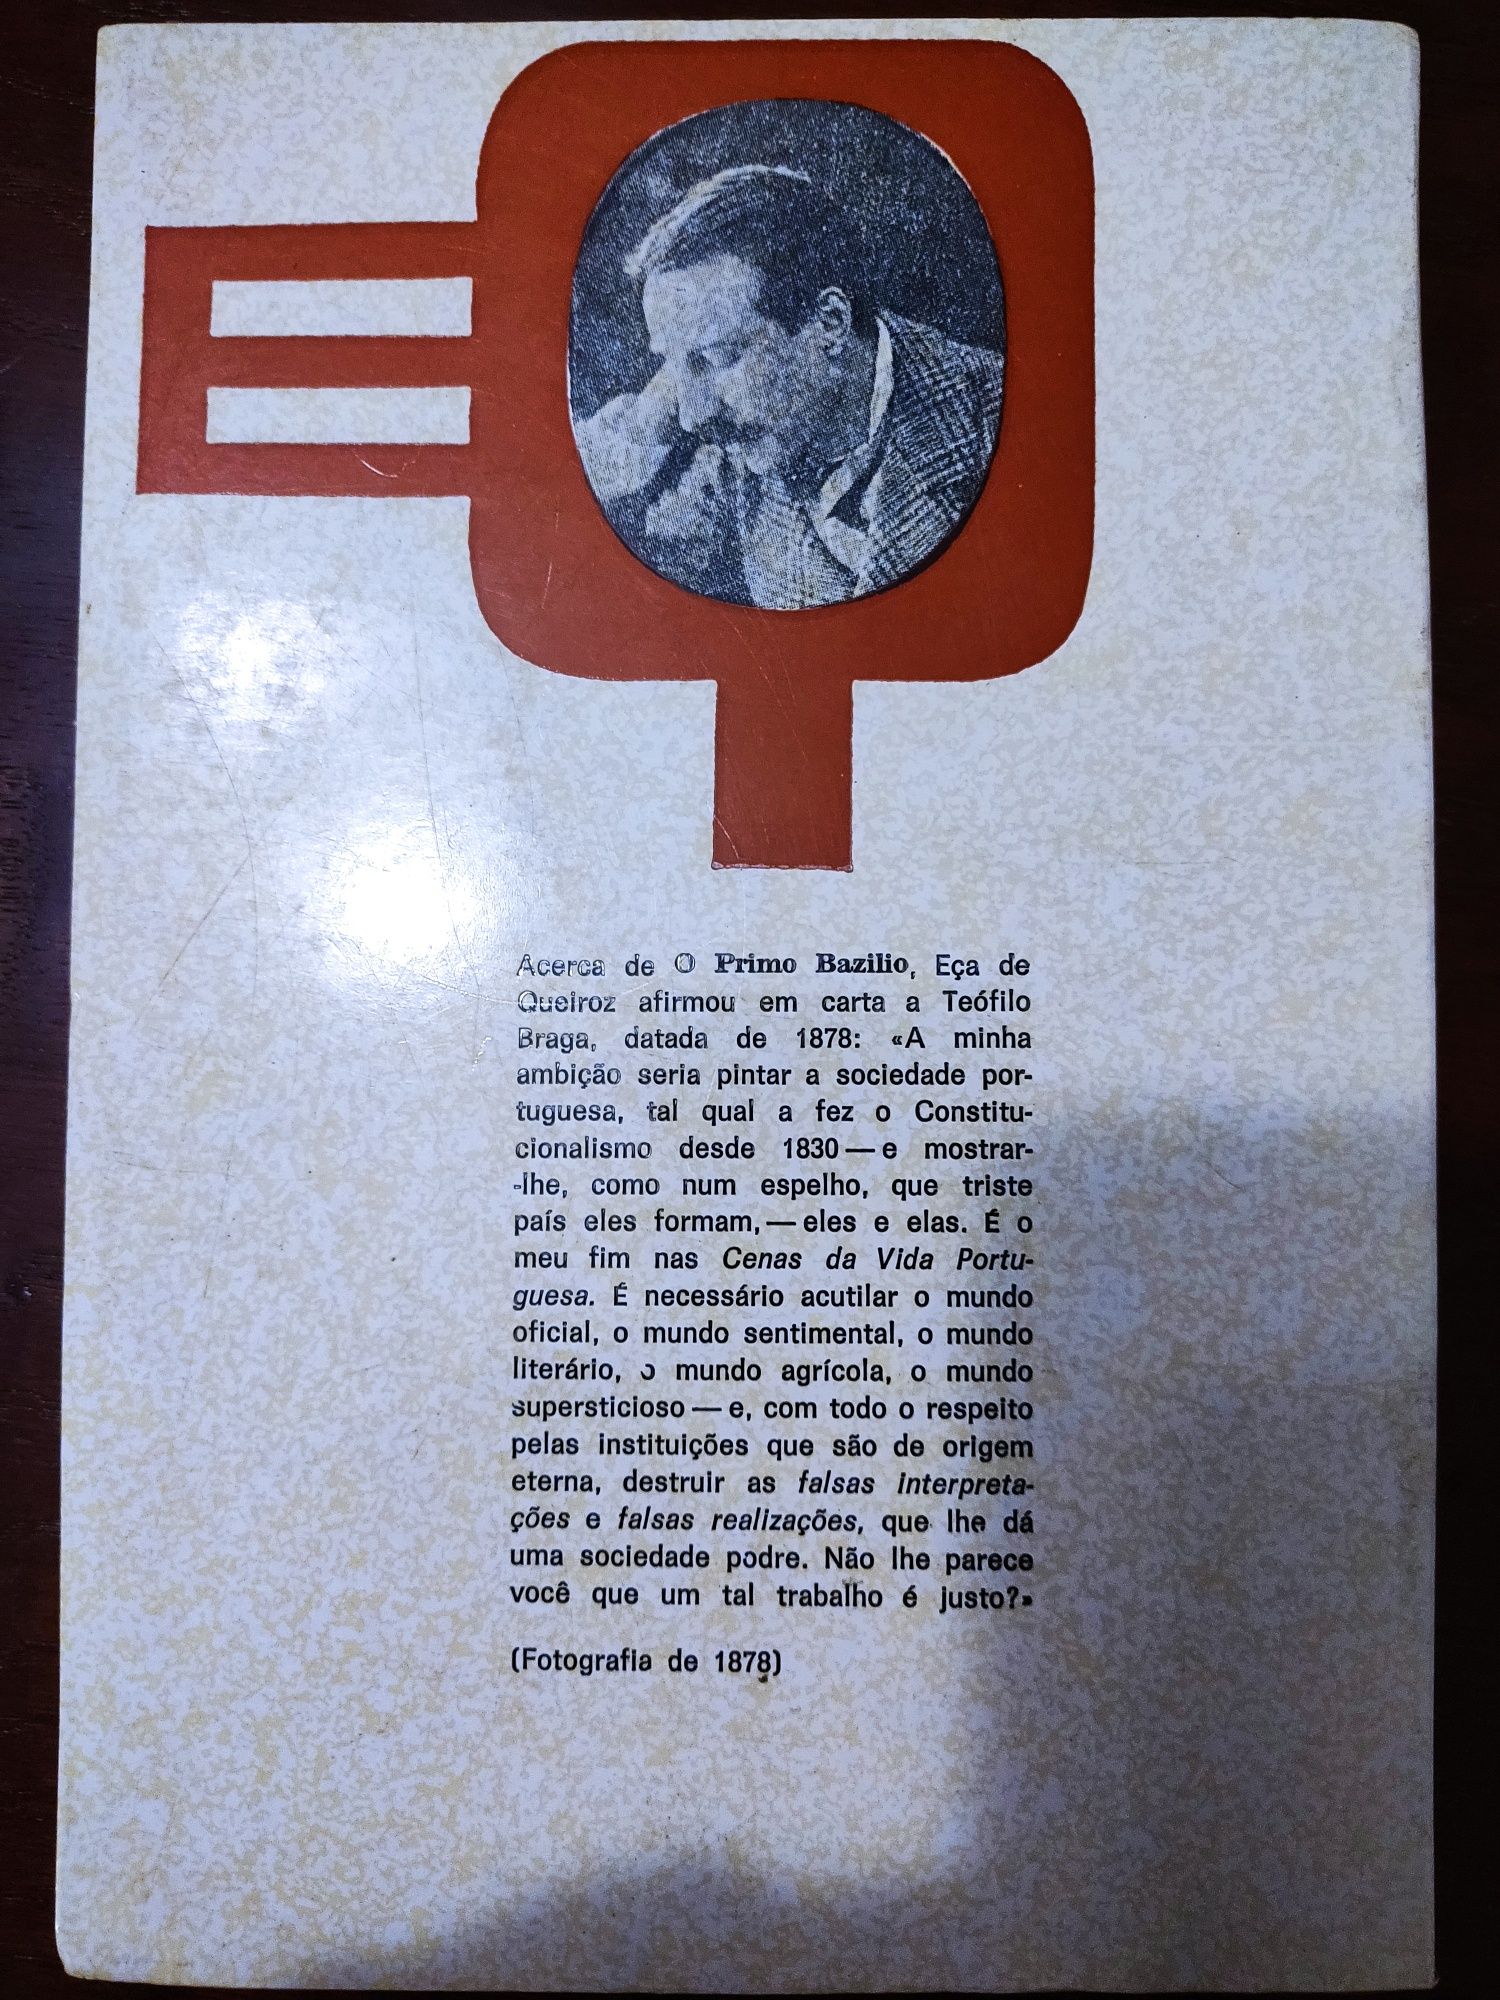 Acerca de O Primo Bazilio, Eça de
Queiroz afirmou em carta a Teófilo
Braga, datada de 1878: «A minha
ambição seria pintar a sociedade por-
tuguesa, tal qual a fez o Constitu-
cionalismo desde 1830 — e mostrar-
-lhe, como num espelho, que triste
país eles formam, — eles e elas. É o
meu fim nas Cenas da Vida Portu-
guesa. É necessário acutilar o mundo
oficial, o mundo sentimental, o mundo
literário, o mundo agrícola, o mundo
supersticioso — e, com todo o respeito
pelas instituições que são de origem
eterna, destruir as falsas interpreta-
ções e falsas realizações, que lhe dá
uma sociedade podre. Não lhe parece
você que um tal trabalho é justo?»
(Fotografia de 1878)